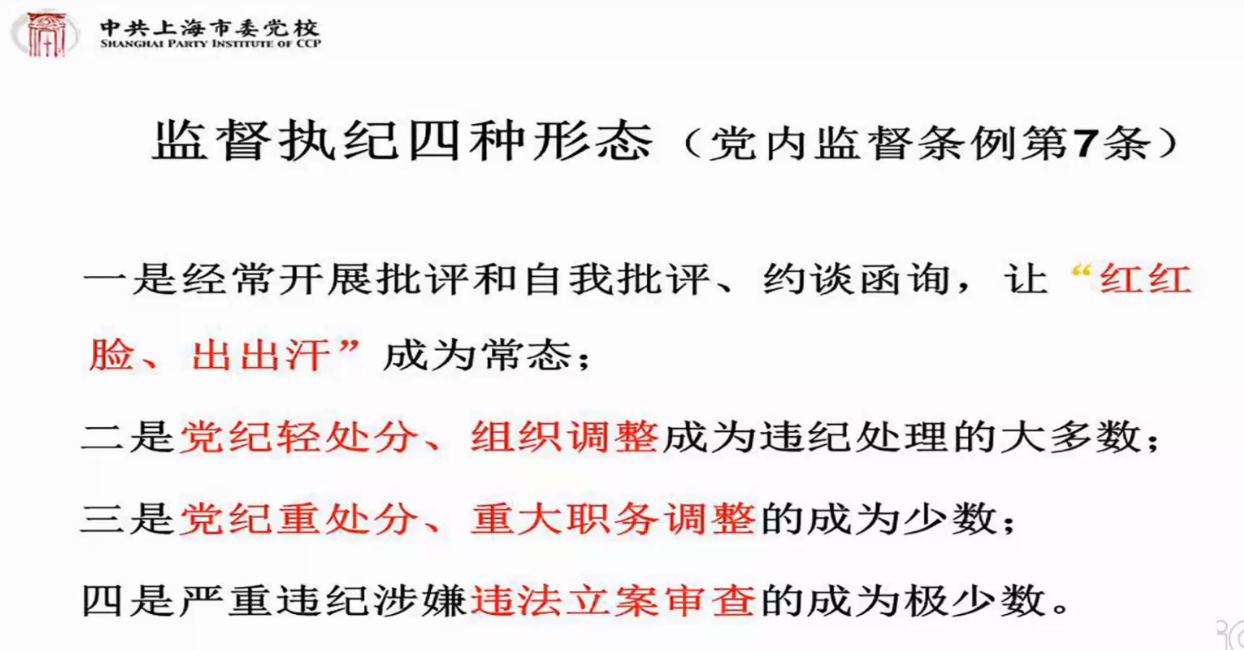 中共上海市委党校
SHANGHAI PARTY INSTITUTE OF CCP
监督执纪四种形态（党内监督条例第7条）
一是经常开展批评和自我批评、约谈函询，让“红红
脸、出出汗”成为常态；
二是党纪轻处分、组织调整成为违纪处理的大多数；
三是党纪重处分、重大职务调整的成为少数；
四是严重违纪涉嫌违法立案审查的成为极少数。